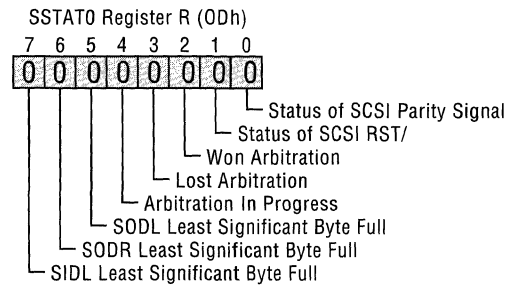 SSTAT0 Register R (0Dh)
7 6 5 4 3 2 1 0
0 0 0 0 0 0 0 0
Status of SCSI Parity Signal
Status of SCSI RST/
Won Arbitration
Lost Arbitration
Arbitration In Progress
SODL Least Significant Byte Full
SODR Least Significant Byte Full
SIDL Least Significant Byte Full